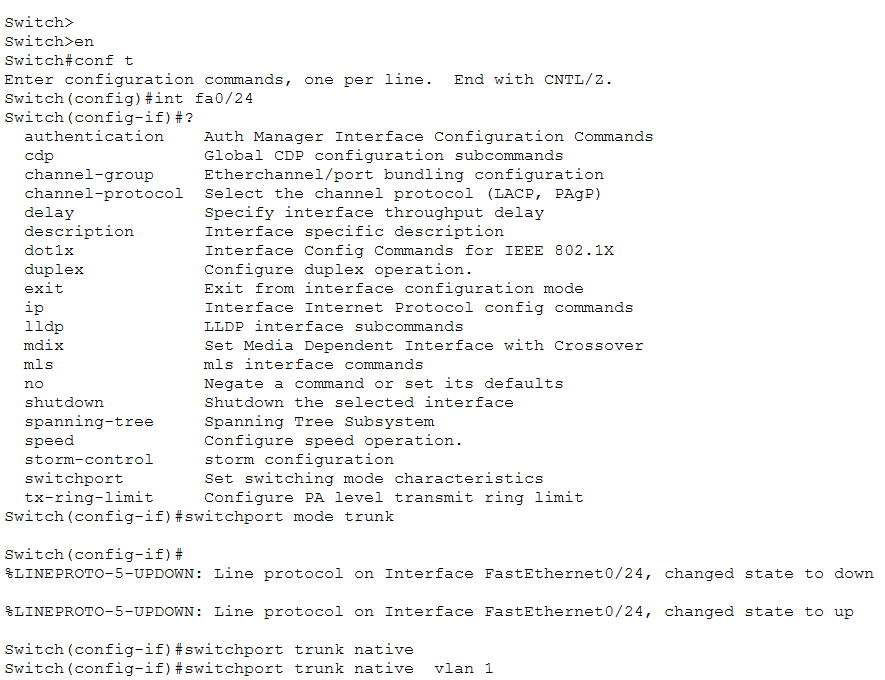 Switch>
Switch>en
Switch#conf t
Enter configuration commands, one per line.  End with CNTL/Z.
Switch(config)#int fa0/24
Switch(config-if)#?
  authentication    Auth Manager Interface Configuration Commands
  cdp               Global CDP configuration subcommands
  channel-group     Etherchannel/port bundling configuration
  channel-protocol  Select the channel protocol (LACP, PAgP)
  delay             Specify interface throughput delay
  description       Interface specific description
  dot1x             Interface Config Commands for IEEE 802.1X
  duplex            Configure duplex operation.
  exit              Exit from interface configuration mode
  ip                Interface Internet Protocol config commands
  lldp              LLDP interface subcommands
  mdix              Set Media Dependent Interface with Crossover
  mls               mls interface commands
  no                Negate a command or set its defaults
  shutdown          Shutdown the selected interface
  spanning-tree     Spanning Tree Subsystem
  speed             Configure speed operation.
  storm-control     storm configuration
  switchport        Set switching mode characteristics
  tx-ring-limit     Configure PA level transmit ring limit
Switch(config-if)#switchport mode trunk

Switch(config-if)#
%LINEPROTO-5-UPDOWN: Line protocol on Interface FastEthernet0/24, changed state to down

%LINEPROTO-5-UPDOWN: Line protocol on Interface FastEthernet0/24, changed state to up

Switch(config-if)#switchport trunk native
Switch(config-if)#switchport trunk native  vlan 1